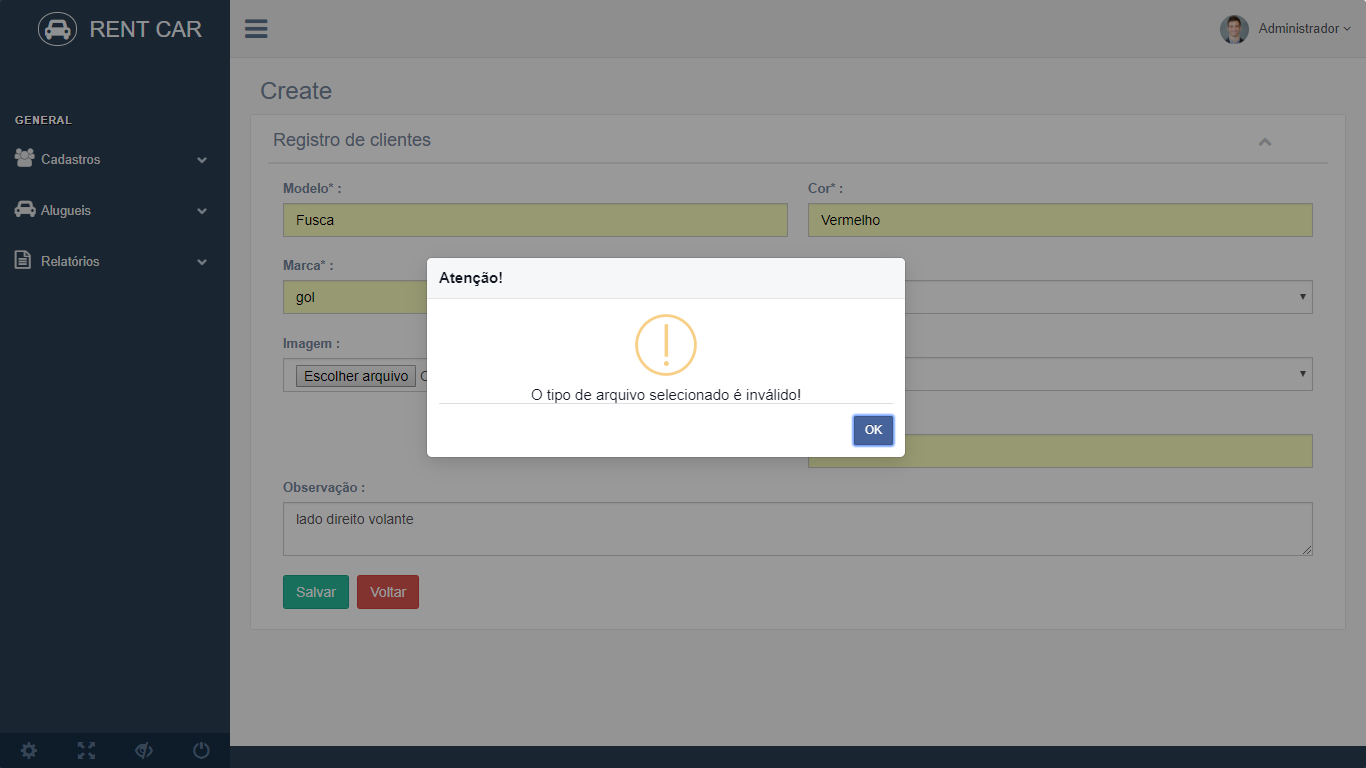 RENT CAR
Administrador
Create
GENERAL
Cadastros
Alugueis
Relatórios
Registro de clientes
Modelo* :
Cor* :
Fusca
Vermelho
Marca* :
gol
Imagem :
Escolher arquivo
Atenção!
O tipo de arquivo selecionado é inválido!
OK
Observação :
lado direito volante
Salvar
Voltar